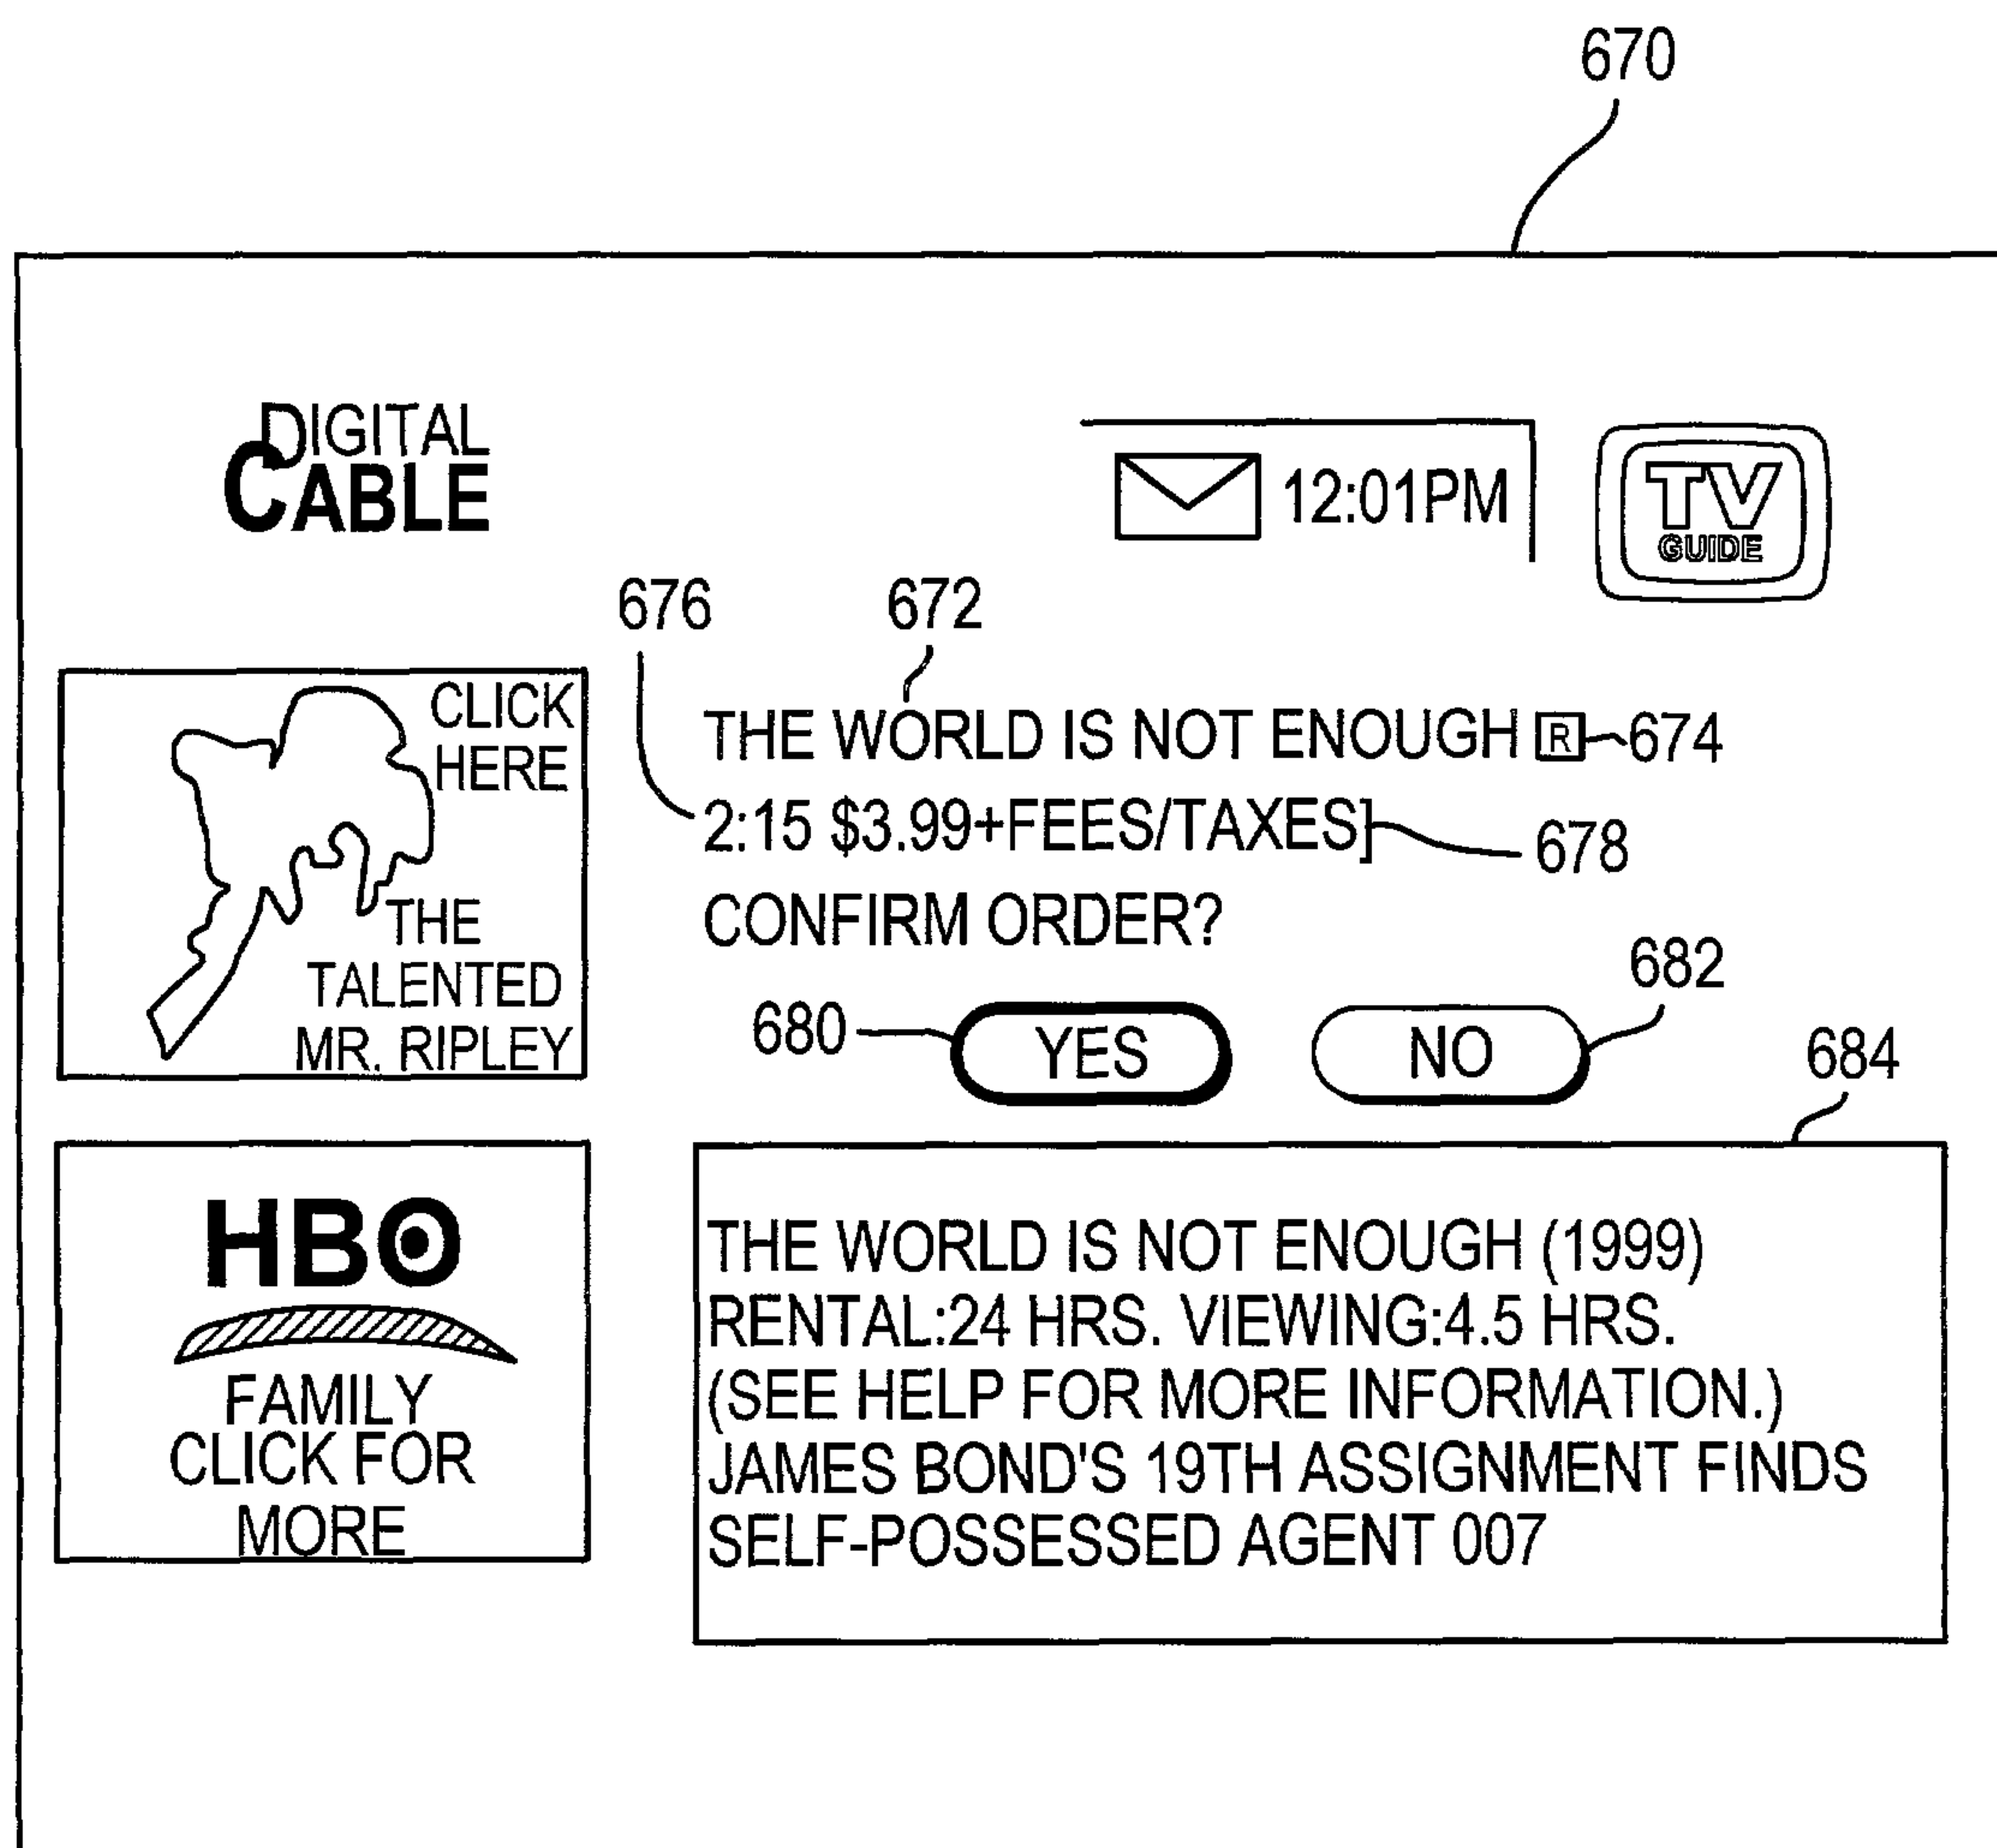 670
DIGITAL
CABLE
12:01PM
TV
GUIDE
676
672
CLICK
HERE
THE
TALENTED
MR. RIPLEY
THE WORLD IS NOT ENOUGH R
674
2:15 $3.99+FEES/TAXES]
678
CONFIRM ORDER?
682
680
YES
NO
684
HBO
FAMILY
CLICK FOR
MORE
THE WORLD IS NOT ENOUGH (1999)
RENTAL:24 HRS. VIEWING:4.5 HRS.
(SEE HELP FOR MORE INFORMATION.)
JAMES BOND'S 19TH ASSIGNMENT FINDS
SELF-POSSESSED AGENT 007